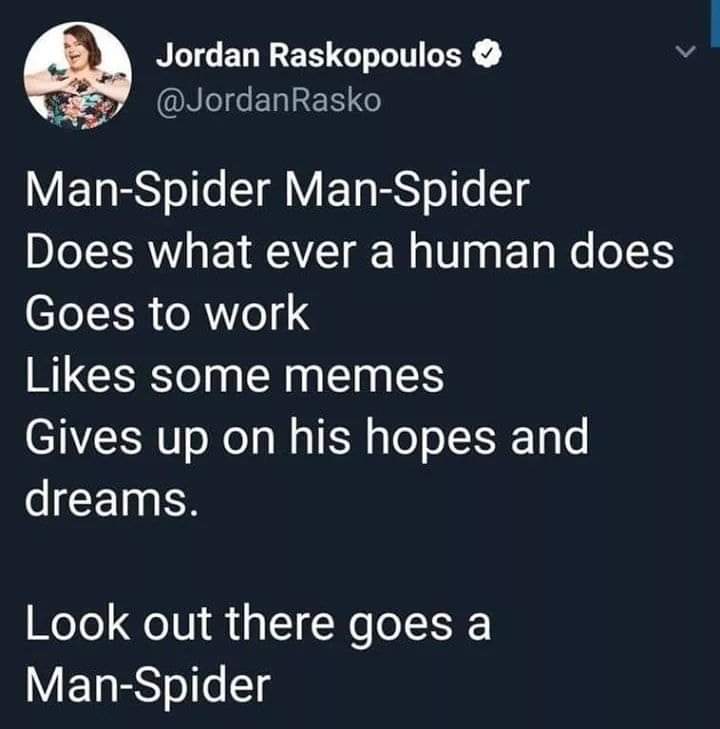 Jordan Raskopoulos
@JordanRasko
Man-Spider Man-Spider
Does what ever a human does
Goes to work
Likes some memes
Gives up on his hopes and
dreams.
Look out there goes a
Man-Spider